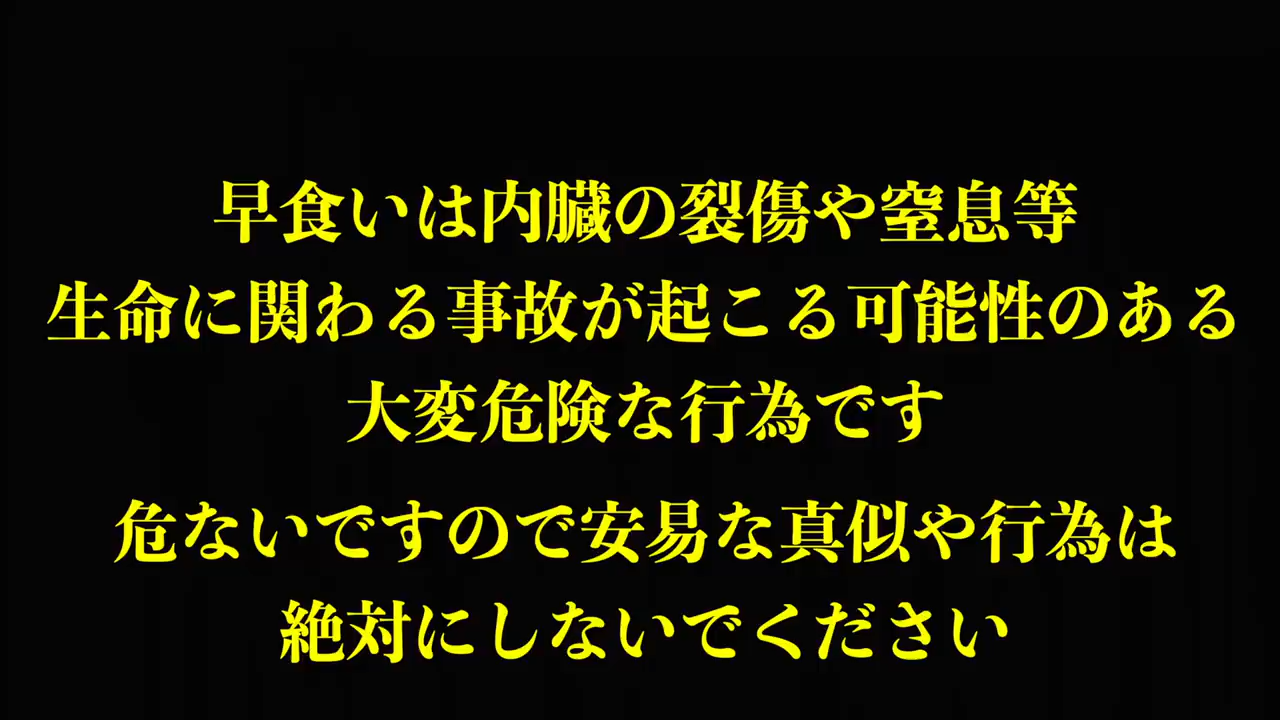 早食いは内臓の裂傷や窒息等
生命に関わる事故が起こる可能性のある
大変危険な行為です
危ないですので安易な真似や行為は
絶対にしないでください